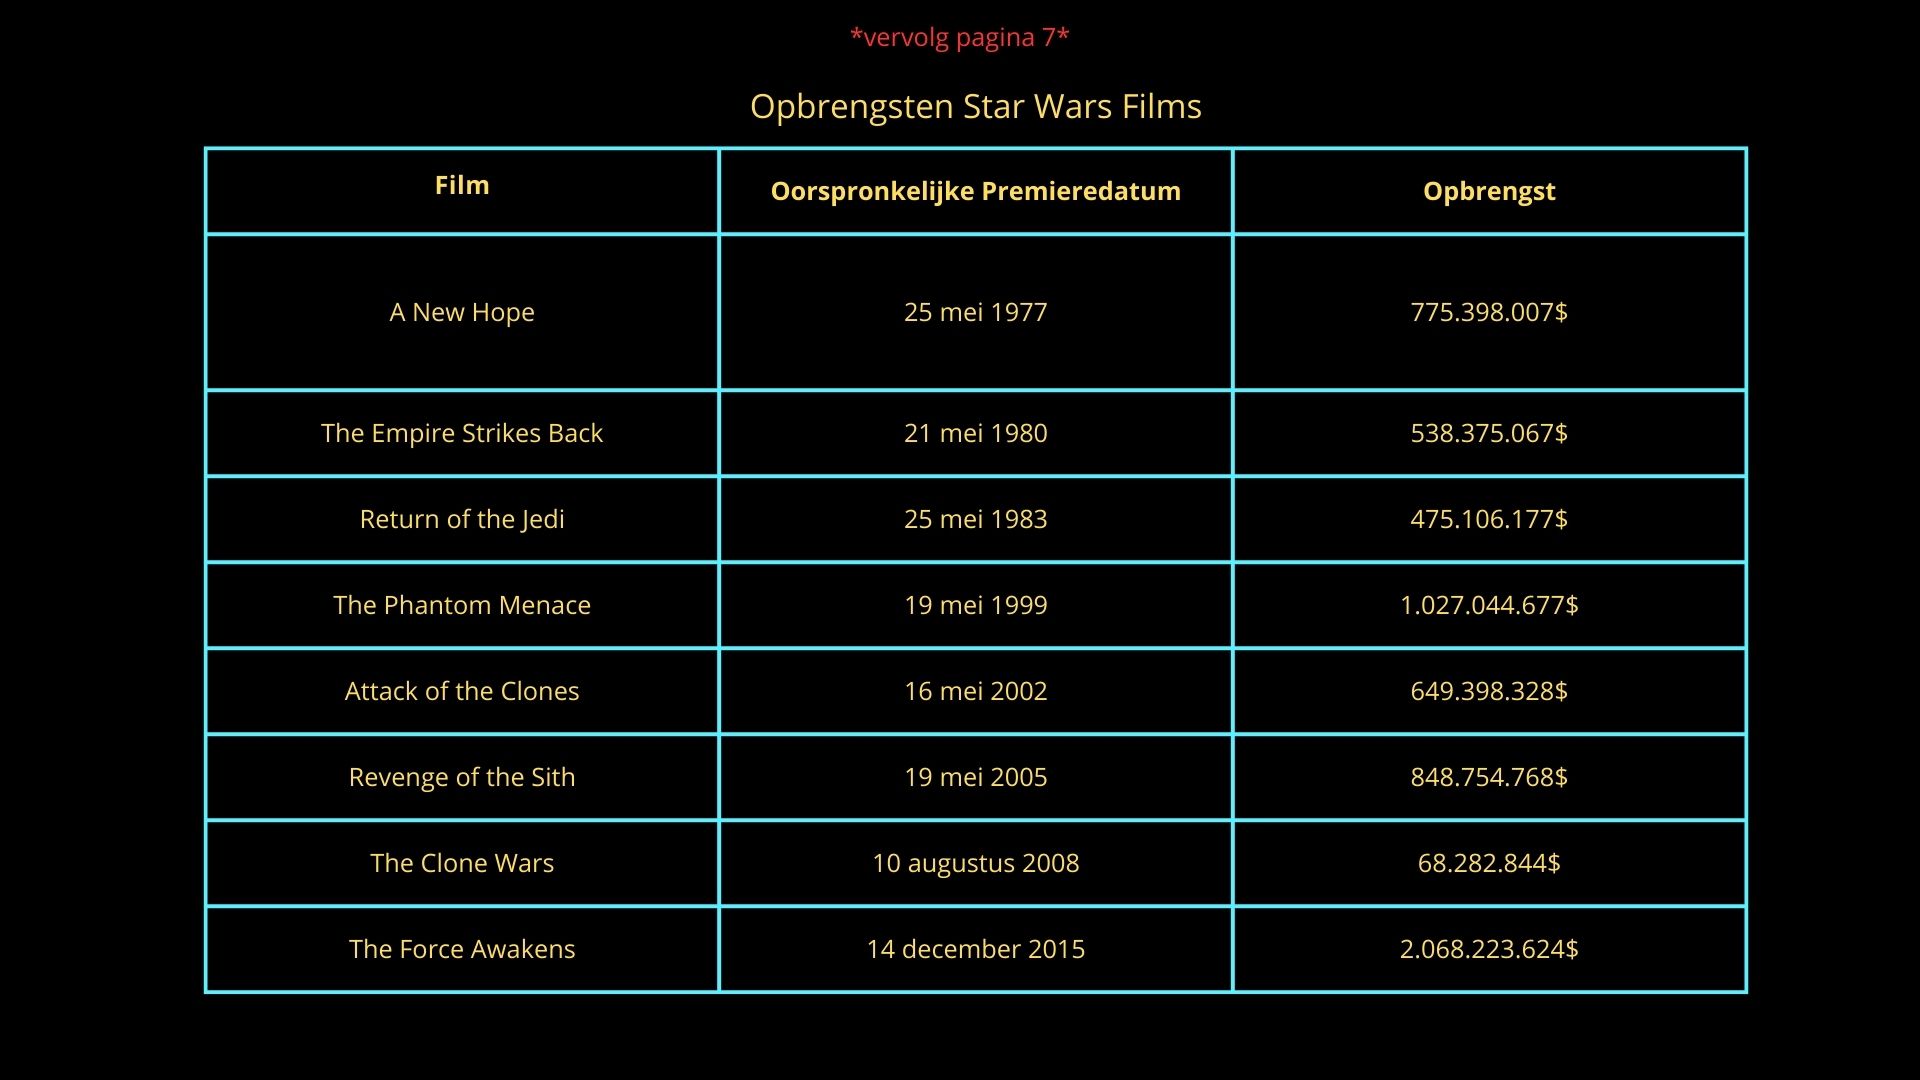 *vervolg pagina 7*
Opbrengsten Star Wars Films
Film Oorspronkelijke Premieredatum Opbrengst
A New Hope 25 mei 1977 775.398.007$
The Empire Strikes Back 21 mei 1980 538.375.067$
Return of the Jedi 25 mei 1983 475.106.177$
The Phantom Menace 19 mei 1999 1.027.044.677$
Attack of the Clones 16 mei 2002 649.398.328$
Revenge of the Sith 19 mei 2005 848.754.768$
The Clone Wars 10 augustus 2008 68.282.844$
The Force Awakens 14 december 2015 2.068.223.624$